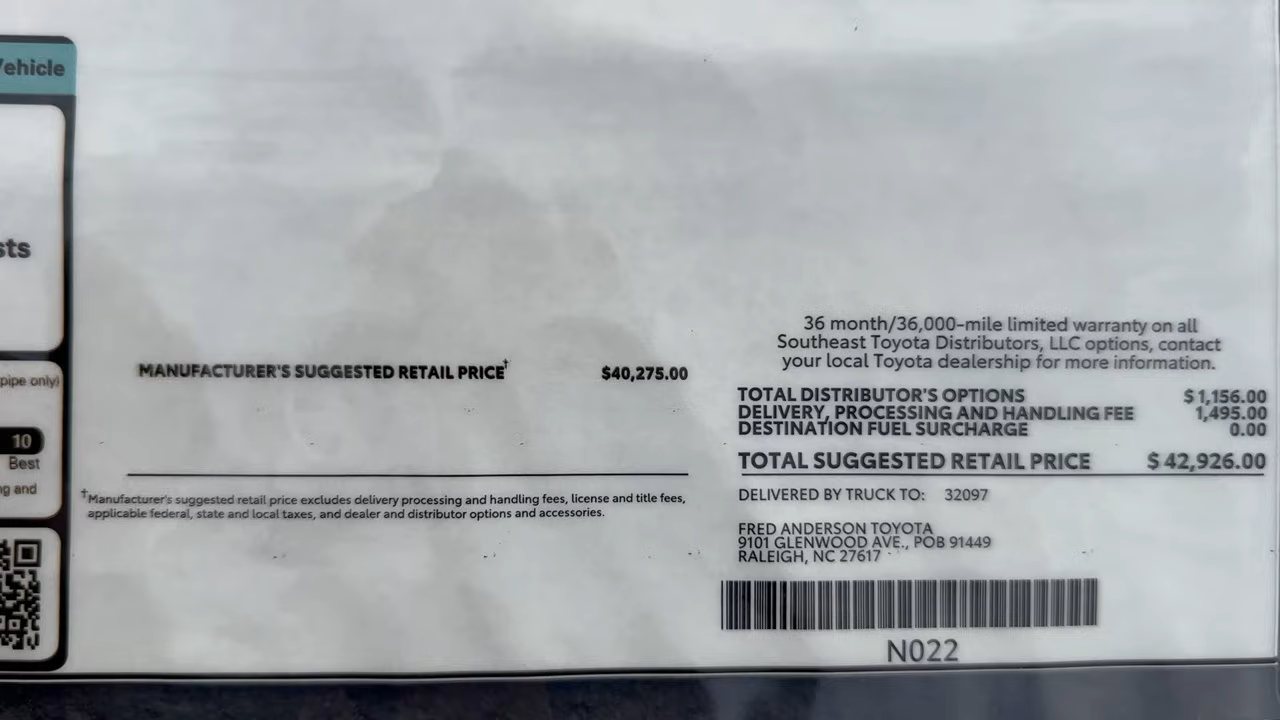 Vehicle
sts
pipe only)
10
Best
ng and
MANUFACTURER'S SUGGESTED RETAIL PRICE† $40,275.00
†Manufacturer's suggested retail price excludes delivery processing and handling fees, license and title fees,
applicable federal, state and local taxes, and dealer and distributor options and accessories.
36 month/36,000-mile limited warranty on all
Southeast Toyota Distributors, LLC options, contact
your local Toyota dealership for more information.
TOTAL DISTRIBUTOR'S OPTIONS $1,156.00
DELIVERY, PROCESSING AND HANDLING FEE 1,495.00
DESTINATION FUEL SURCHARGE 0.00
TOTAL SUGGESTED RETAIL PRICE $42,926.00
DELIVERED BY TRUCK TO: 32097
FRED ANDERSON TOYOTA
9101 GLENWOOD AVE., POB 91449
RALEIGH, NC 27617
N022